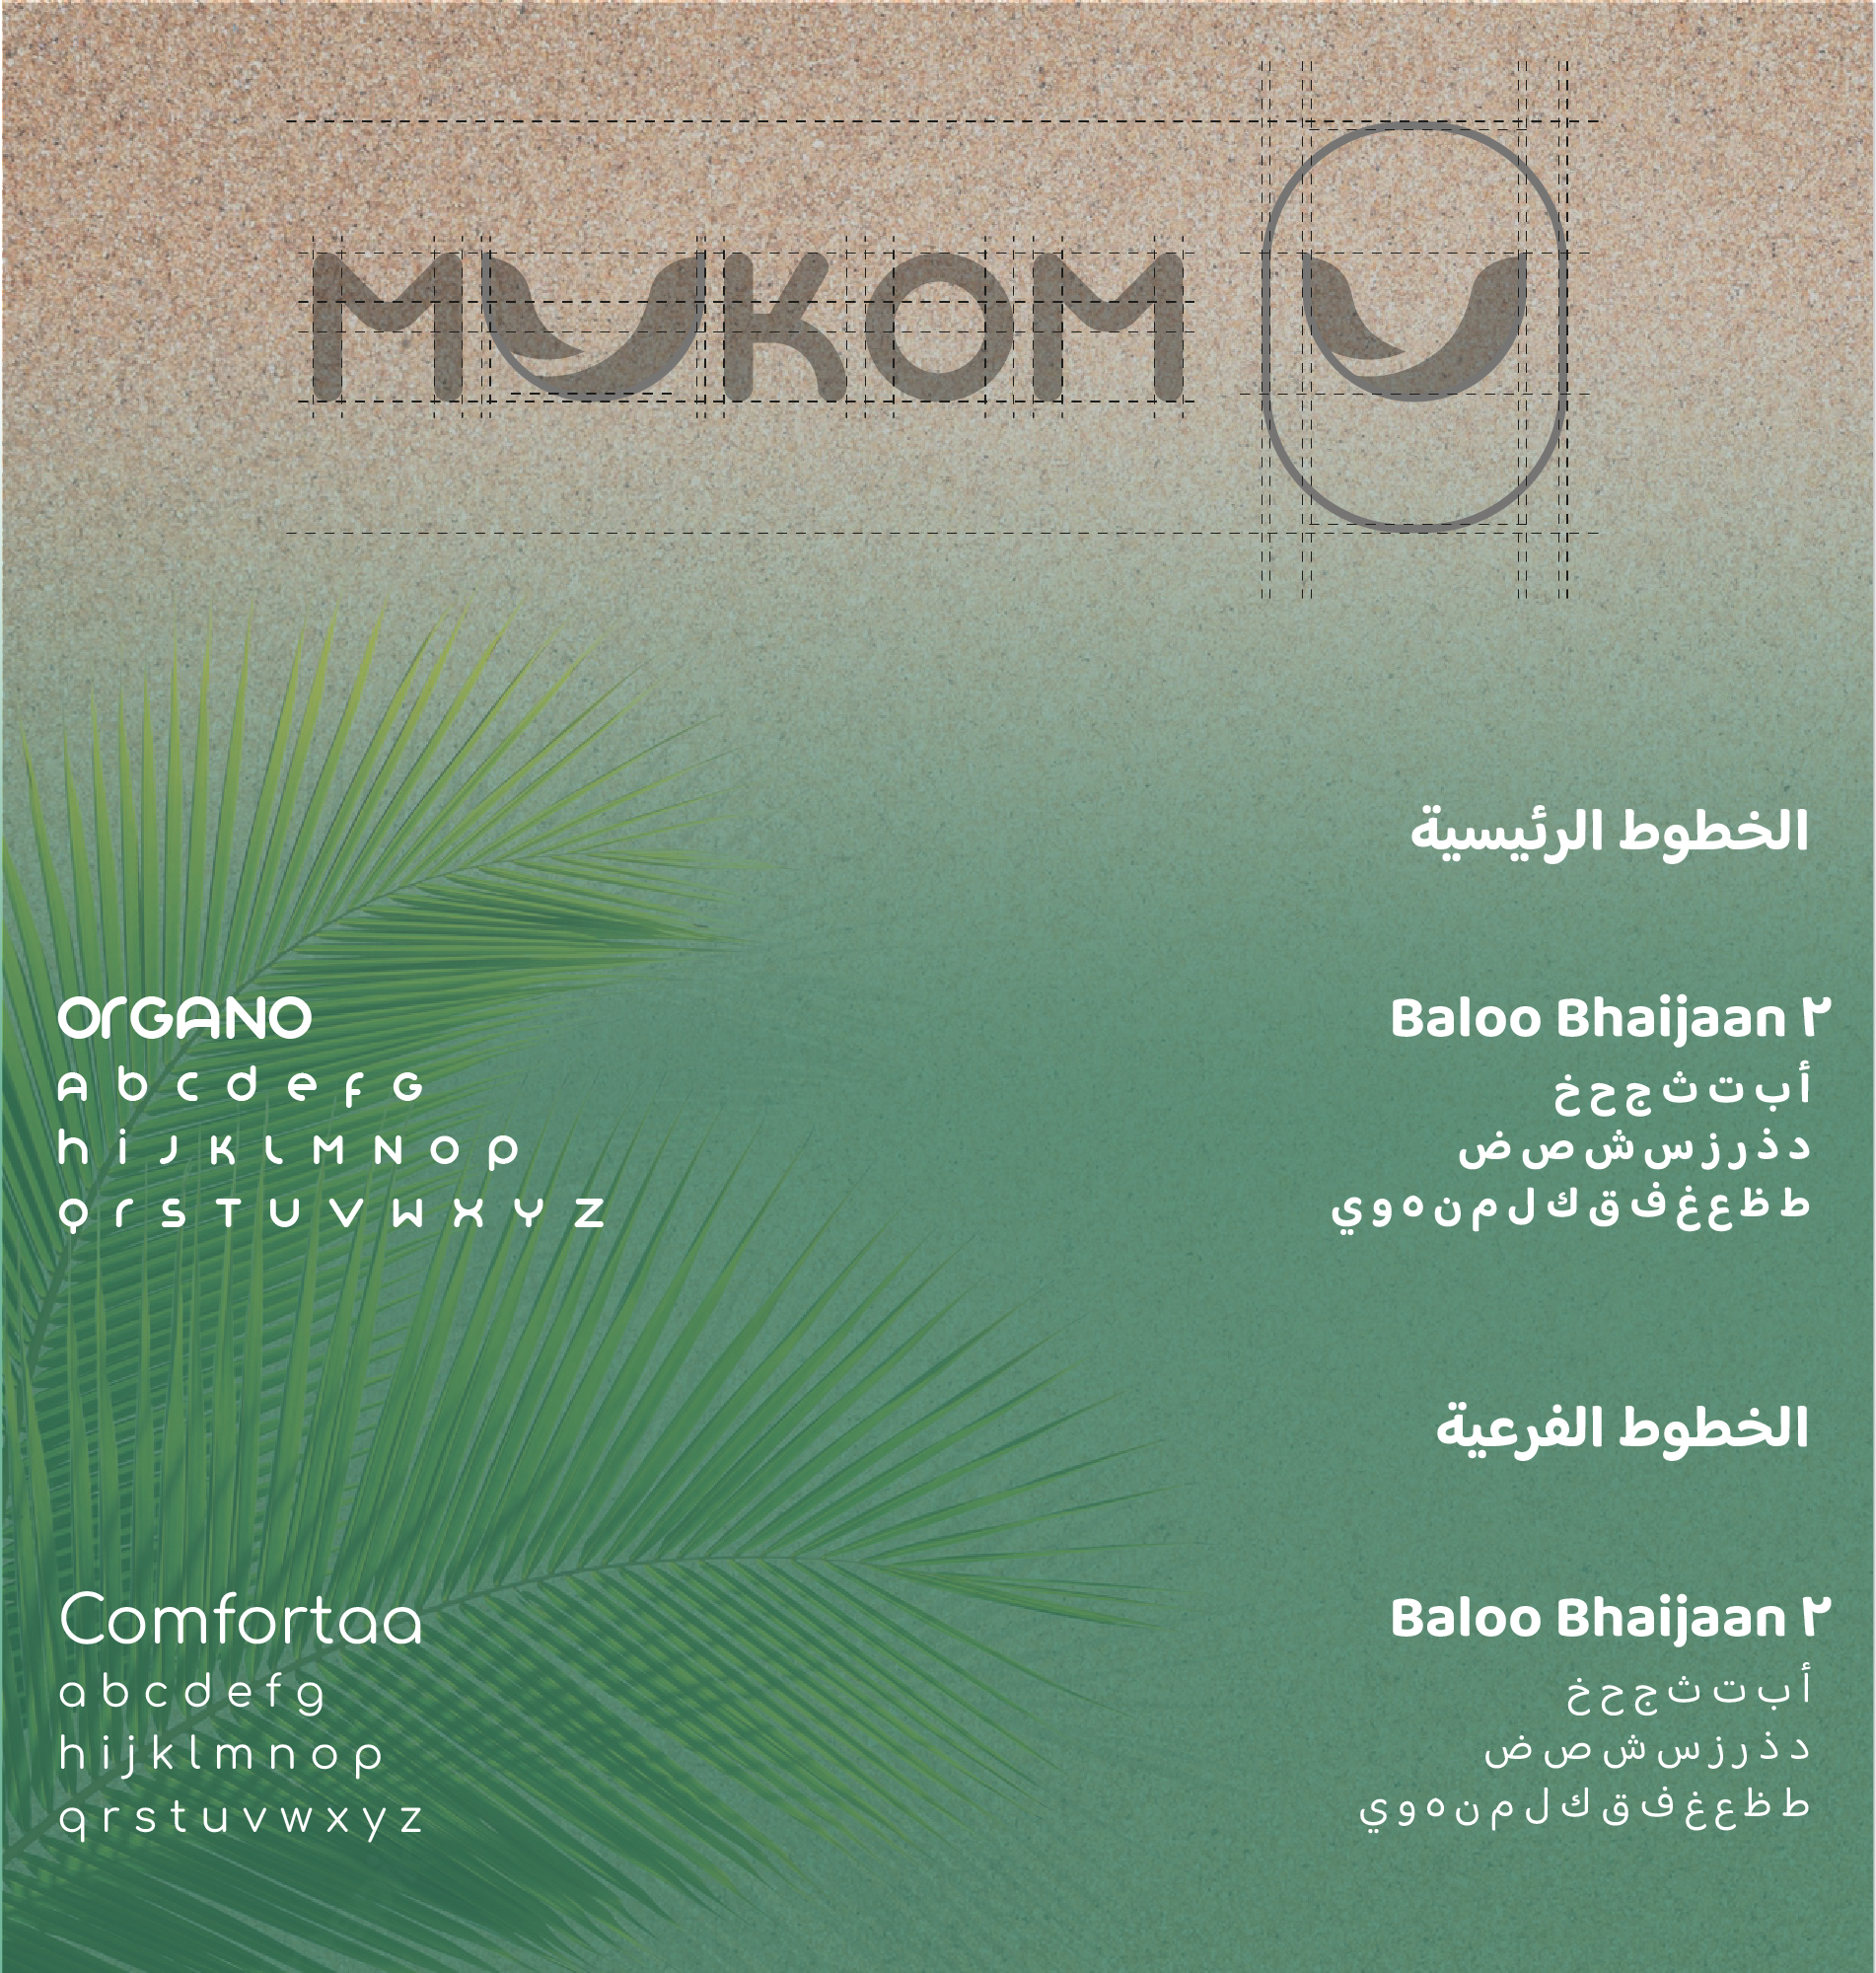 MUKOM U
الخطوط الرئيسية
OrGANO
A b c d e f G
h i J K l M N O p
Q r S T U V W X Y Z
Baloo Bhaijaan ٢
أ ب ت ث ج ح خ
د ذ ر ز س ش ص ض
ط ظ ع غ ف ق ك ل م ن ه و ي
الخطوط الفرعية
Comfortaa
a b c d e f g
h i j k l m n o p
q r s t u v w x y z
Baloo Bhaijaan ٢
أ ب ت ث ج ح خ
د ذ ر ز س ش ص ض
ط ظ ع غ ف ق ك ل م ن ه و ي